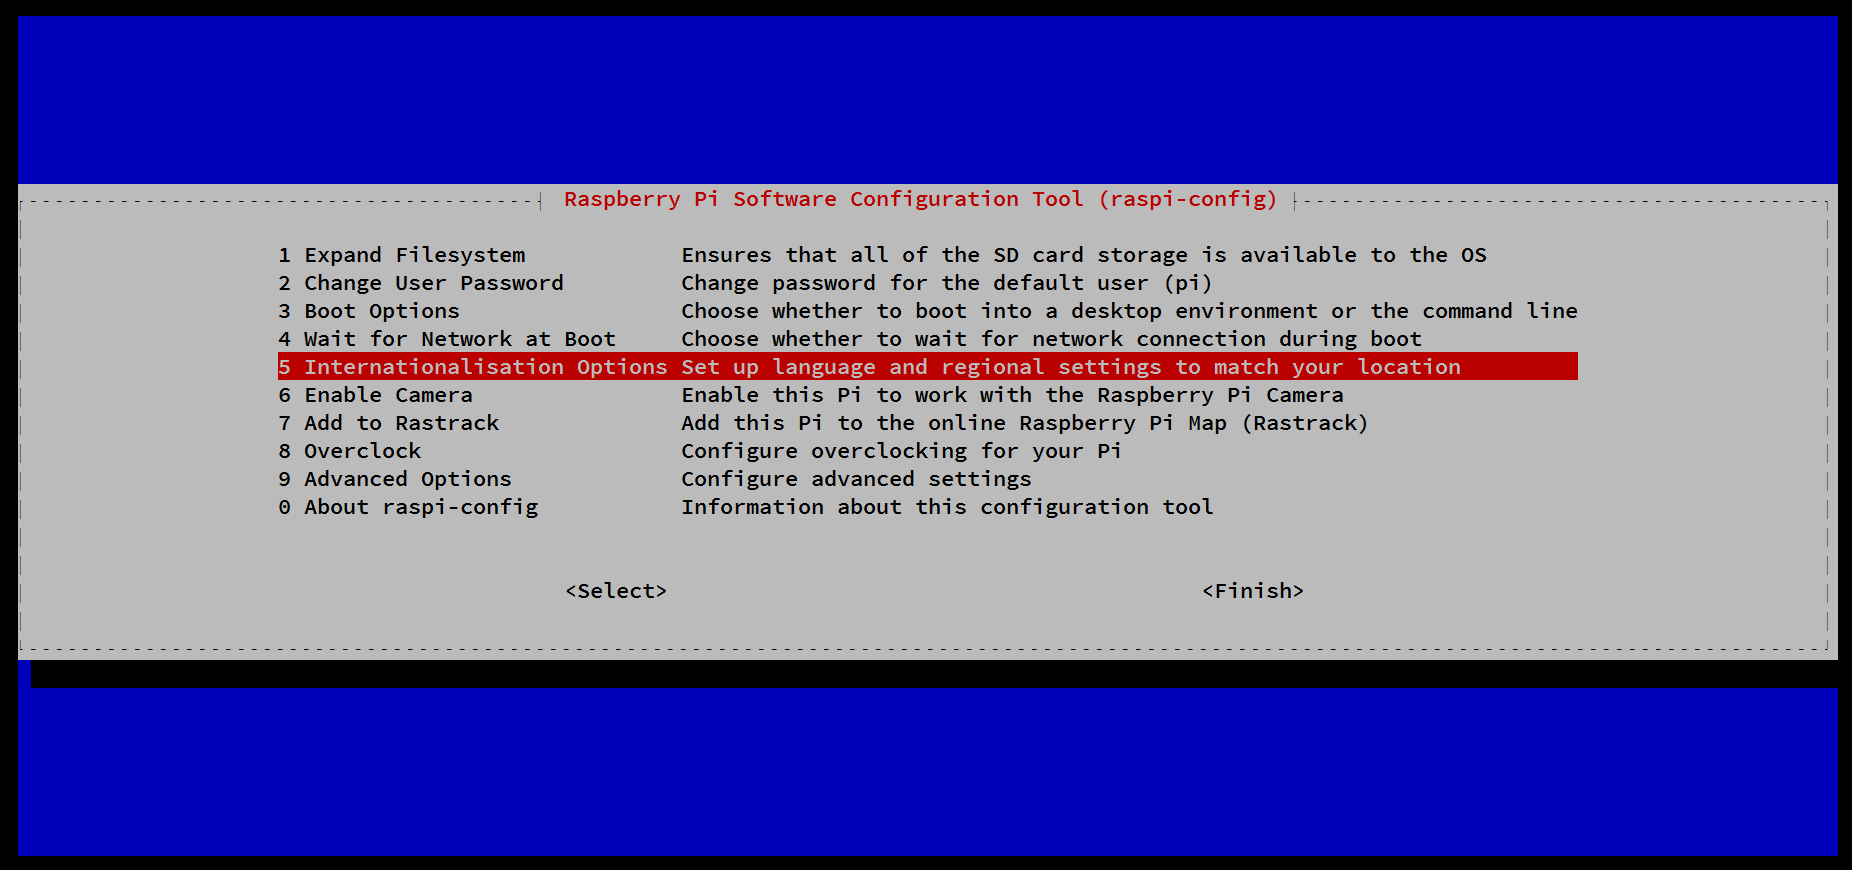 Raspberry Pi Software Configuration Tool (raspi-config)
1 Expand Filesystem Ensures that all of the SD card storage is available to the OS
2 Change User Password Change password for the default user (pi)
3 Boot Options Choose whether to boot into a desktop environment or the command line
4 Wait for Network at Boot Choose whether to wait for network connection during boot
5 Internationalisation Options Set up language and regional settings to match your location
6 Enable Camera Enable this Pi to work with the Raspberry Pi Camera
7 Add to Rastrack Add this Pi to the online Raspberry Pi Map (Rastrack)
8 Overclock Configure overclocking for your Pi
9 Advanced Options Configure advanced settings
0 About raspi-config Information about this configuration tool
<Select> <Finish>